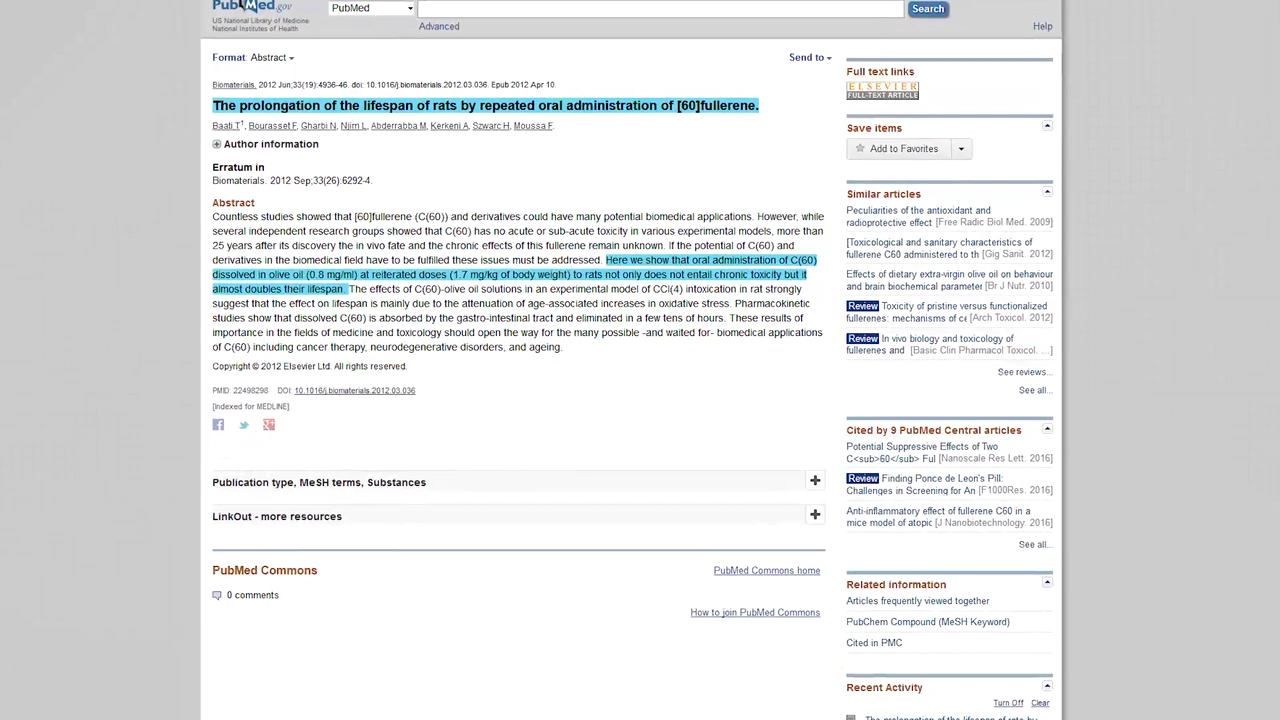 PubMed.gov
US National Library of Medicine
National Institutes of Health
PubMed
Search
Advanced
Help
Format: Abstract
Send to
Biomaterials. 2012 Jun;33(19):4936-46. doi: 10.1016/j.biomaterials.2012.03.036. Epub 2012 Apr 10.
The prolongation of the lifespan of rats by repeated oral administration of [60]fullerene.
Baati T1, Bourasset F, Gharbi N, Njim L, Abderrabba M, Kerkeni A, Szwarc H, Moussa F.
Author information
Erratum in
Biomaterials. 2012 Sep;33(26):6292-4.
Abstract
Countless studies showed that [60]fullerene (C(60)) and derivatives could have many potential biomedical applications. However, while
several independent research groups showed that C(60) has no acute or sub-acute toxicity in various experimental models, more than
25 years after its discovery the in vivo fate and the chronic effects of this fullerene remain unknown. If the potential of C(60) and
derivatives in the biomedical field have to be fulfilled these issues must be addressed. Here we show that oral administration of C(60)
dissolved in olive oil (0.8 mg/ml) at reiterated doses (1.7 mg/kg of body weight) to rats not only does not entail chronic toxicity but it
almost doubles their lifespan. The effects of C(60)-olive oil solutions in an experimental model of CCl(4) intoxication in rat strongly
suggest that the effect on lifespan is mainly due to the attenuation of age-associated increases in oxidative stress. Pharmacokinetic
studies show that dissolved C(60) is absorbed by the gastro-intestinal tract and eliminated in a few tens of hours. These results of
importance in the fields of medicine and toxicology should open the way for the many possible -and waited for- biomedical applications
of C(60) including cancer therapy, neurodegenerative disorders, and ageing.
Copyright © 2012 Elsevier Ltd. All rights reserved.
PMID: 22498298 DOI: 10.1016/j.biomaterials.2012.03.036
[Indexed for MEDLINE]
Publication type, MeSH terms, Substances
LinkOut - more resources
PubMed Commons
PubMed Commons home
0 comments
How to join PubMed Commons
Full text links
ELSEVIER
FULL-TEXT ARTICLE
Save items
Add to Favorites
Similar articles
Peculiarities of the antioxidant and
radioprotective effect [Free Radic Biol Med. 2009]
[Toxicological and sanitary characteristics of
fullerene C60 administered to th [Gig Sanit. 2012]
Effects of dietary extra-virgin olive oil on behaviour
and brain biochemical parameter [Br J Nutr. 2010]
Review Toxicity of pristine versus functionalized
fullerenes: mechanisms of ce [Arch Toxicol. 2012]
Review In vivo biology and toxicology of
fullerenes and [Basic Clin Pharmacol Toxicol. ...]
See reviews...
See all...
Cited by 9 PubMed Central articles
Potential Suppressive Effects of Two
C<sub>60</sub> Ful [Nanoscale Res Lett. 2016]
Review Finding Ponce de Leon's Pill:
Challenges in Screening for An [F1000Res. 2016]
Anti-inflammatory effect of fullerene C60 in a
mice model of atopic [J Nanobiotechnology. 2016]
See all...
Related information
Articles frequently viewed together
PubChem Compound (MeSH Keyword)
Cited in PMC
Recent Activity
Turn Off Clear
The prolongation of the lifespan of rats by